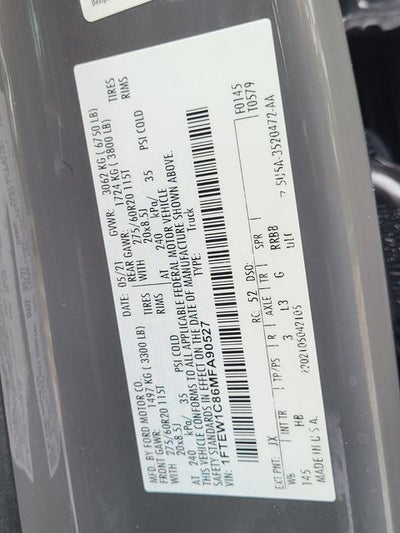 MFD. BY FORD MOTOR CO.
DATE: 05/21 GVWR: 3062 KG ( 6750 LB)
FRONT GAWR: 1497 KG ( 3300 LB) REAR GAWR: 1724 KG ( 3800 LB)
WITH 275/60R20 115T TIRES WITH 275/60R20 115T TIRES
20x8.5J RIMS 20x8.5J RIMS
AT 240 kPa/ 35 PSI COLD AT 240 kPa/ 35 PSI COLD
THIS VEHICLE CONFORMS TO ALL APPLICABLE FEDERAL MOTOR VEHICLE
SAFETY STANDARDS IN EFFECT ON THE DATE OF MANUFACTURE SHOWN ABOVE.
VIN: 1FTEW1C86MFA90527
TYPE: Truck
F0145
T0579
EXT PNT: JX RC: 52 DSO:
WB INT TR TP/PS R AXLE TR SPR
145 HB 3 L3 G RRBB
MADE IN U.S.A.